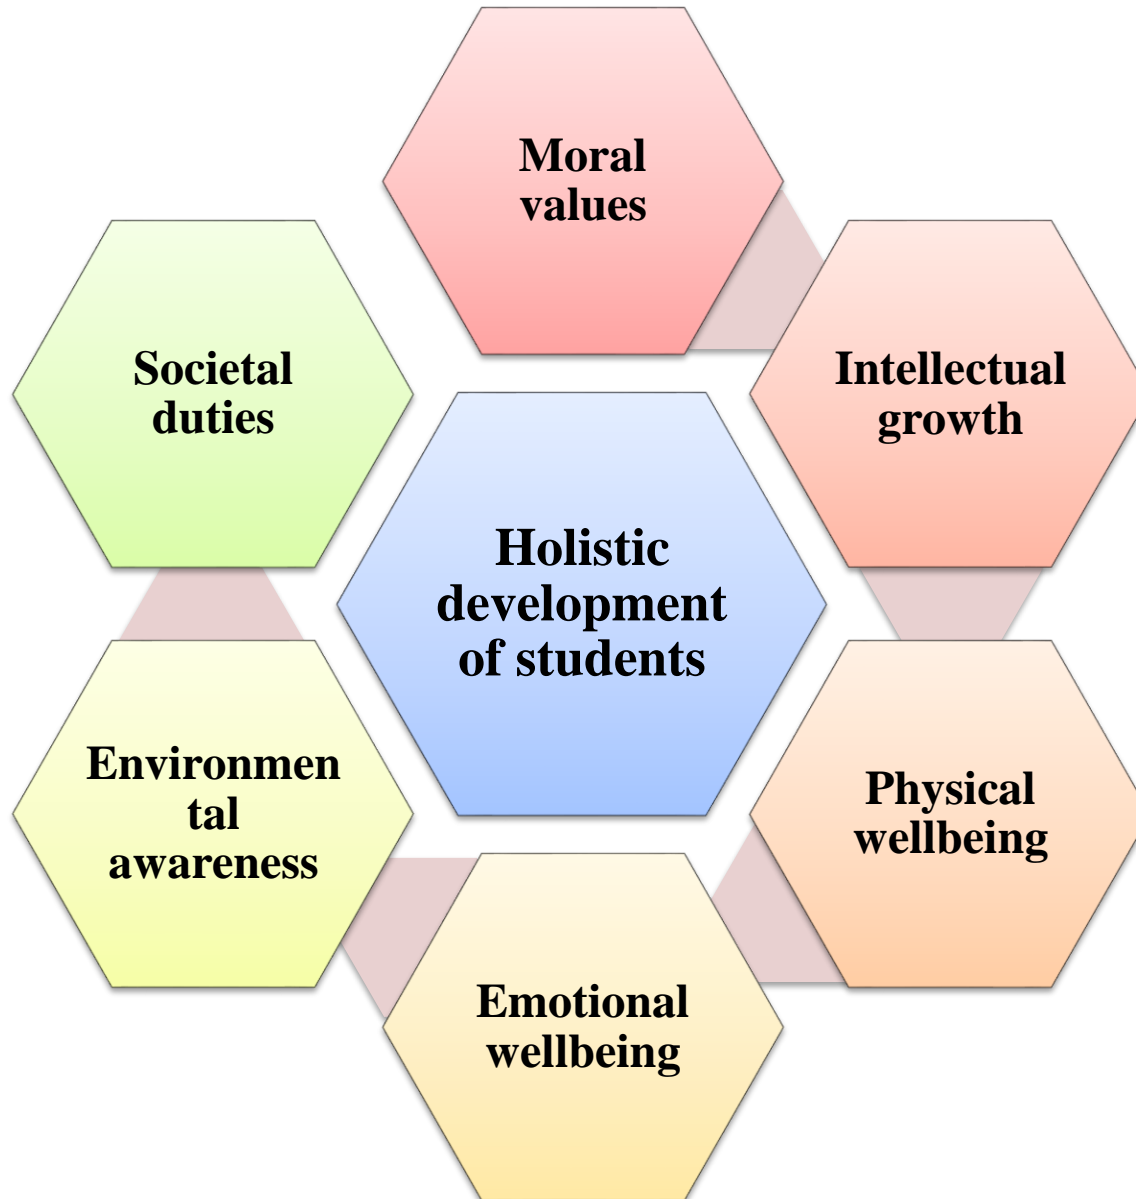 Moral
values
Intellectual
growth
Physical
wellbeing
Emotional
wellbeing
Environmen
tal
awareness
Societal
duties
Holistic
development
of students